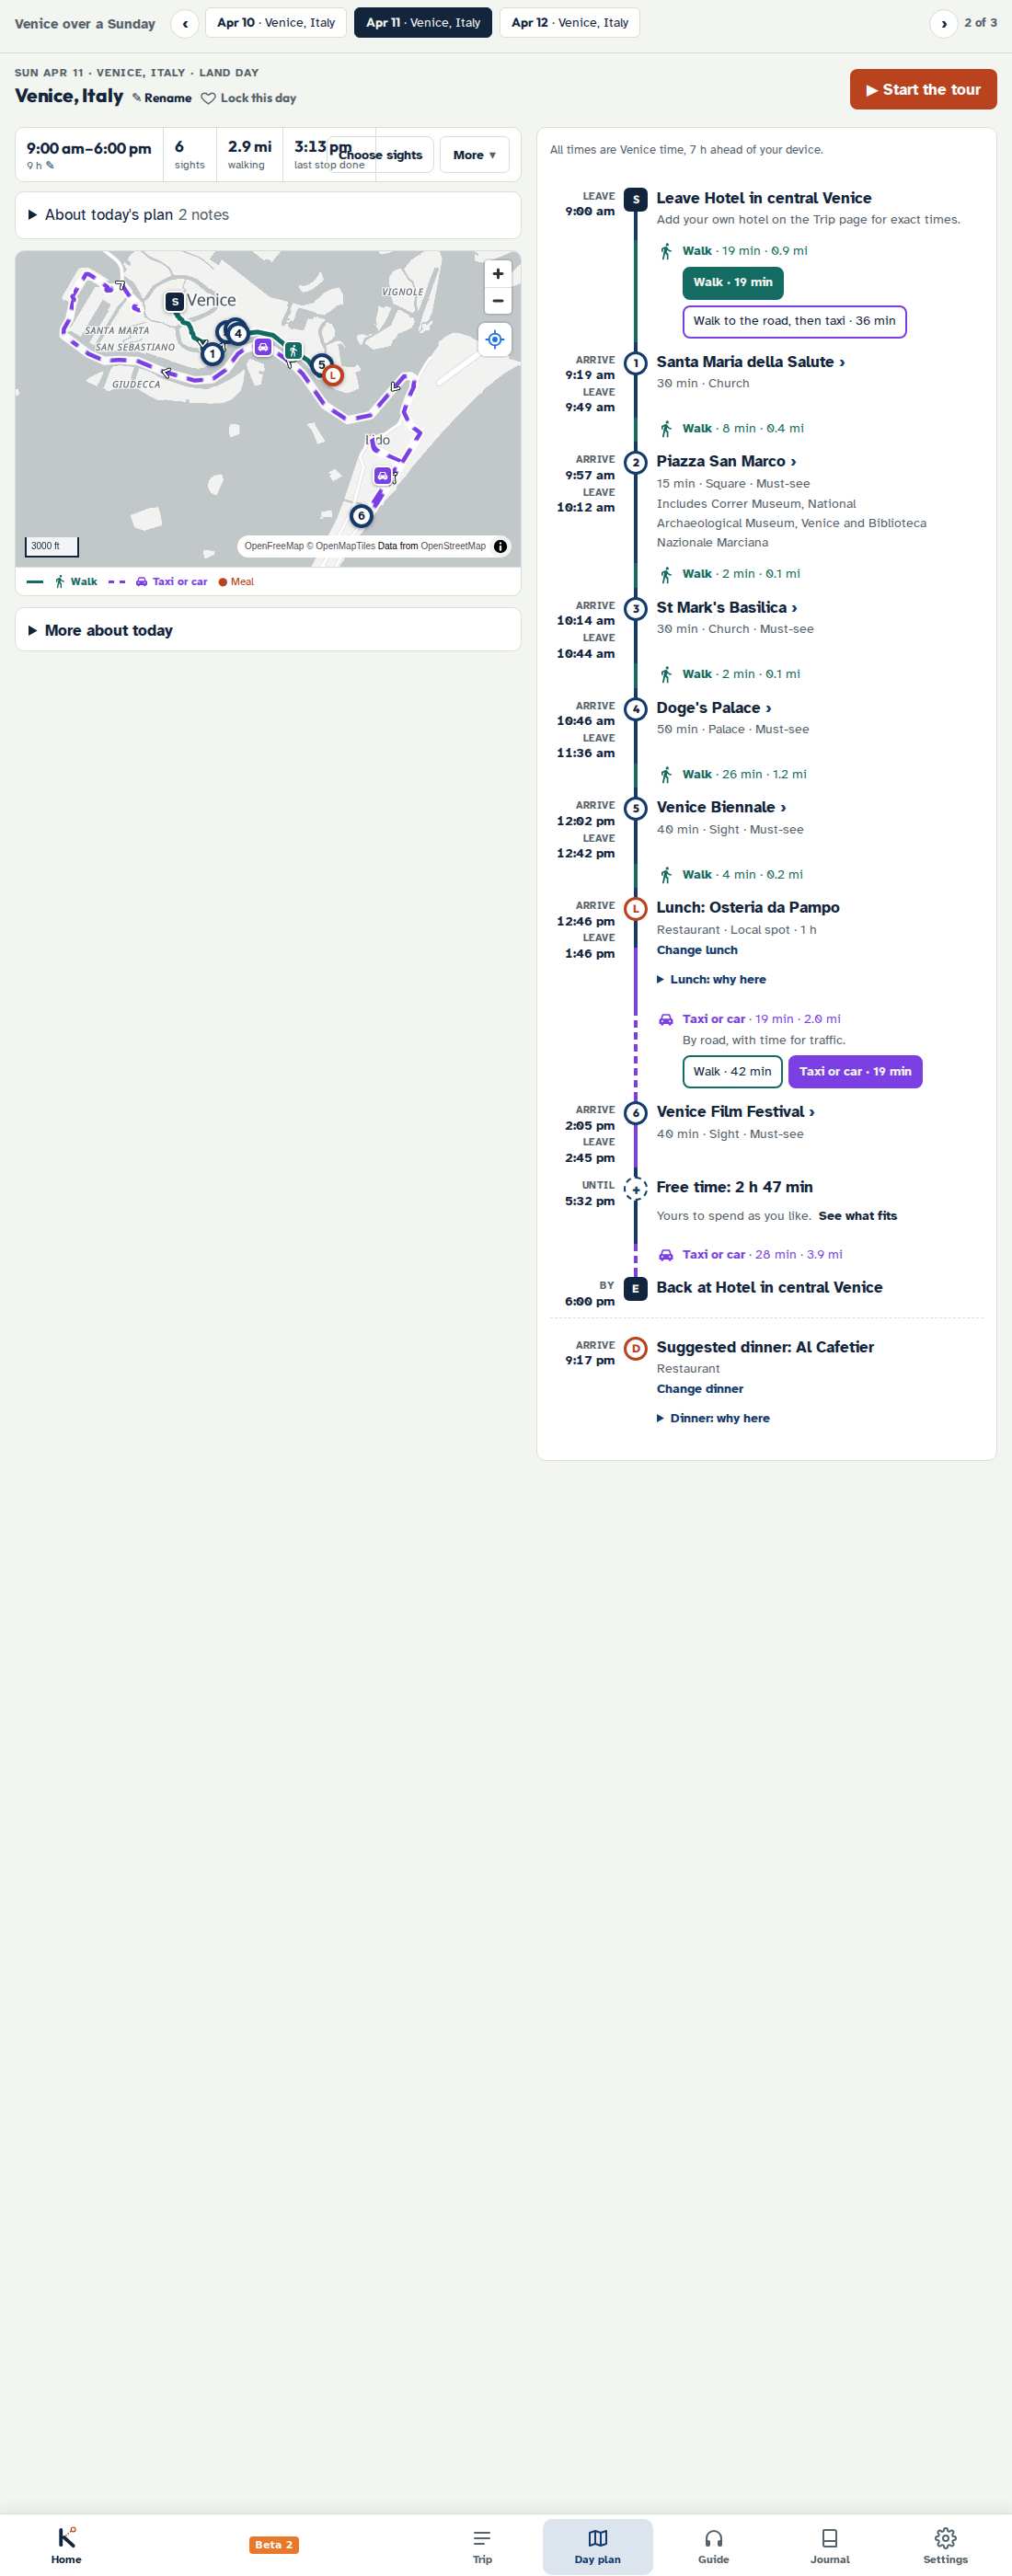 Venice over a Sunday
‹
Apr 10 · Venice, Italy
Apr 11 · Venice, Italy
Apr 12 · Venice, Italy
›
2 of 3
SUN APR 11 · VENICE, ITALY · LAND DAY
Venice, Italy ✎ Rename Lock this day
▶ Start the tour
9:00 am–6:00 pm
9 h ✎
6
sights
2.9 mi
walking
3:13 pm
last stop done
Choose sights
More ▾
▶ About today's plan 2 notes
S
Venice
VIGNOLE
SANTA MARTA
SAN SEBASTIANO
GIUDECCA
1
4
5
L
Lido
6
+
−
3000 ft
OpenFreeMap © OpenMapTiles Data from OpenStreetMap
Walk
Taxi or car
Meal
▶ More about today
All times are Venice time, 7 h ahead of your device.
LEAVE
9:00 am
S
Leave Hotel in central Venice
Add your own hotel on the Trip page for exact times.
Walk · 19 min · 0.9 mi
Walk · 19 min
Walk to the road, then taxi · 36 min
ARRIVE
9:19 am
LEAVE
9:49 am
1
Santa Maria della Salute ›
30 min · Church
Walk · 8 min · 0.4 mi
ARRIVE
9:57 am
LEAVE
10:12 am
2
Piazza San Marco ›
15 min · Square · Must-see
Includes Correr Museum, National
Archaeological Museum, Venice and Biblioteca
Nazionale Marciana
Walk · 2 min · 0.1 mi
ARRIVE
10:14 am
LEAVE
10:44 am
3
St Mark's Basilica ›
30 min · Church · Must-see
Walk · 2 min · 0.1 mi
ARRIVE
10:46 am
LEAVE
11:36 am
4
Doge's Palace ›
50 min · Palace · Must-see
Walk · 26 min · 1.2 mi
ARRIVE
12:02 pm
LEAVE
12:42 pm
5
Venice Biennale ›
40 min · Sight · Must-see
Walk · 4 min · 0.2 mi
ARRIVE
12:46 pm
LEAVE
1:46 pm
L
Lunch: Osteria da Pampo
Restaurant · Local spot · 1 h
Change lunch
▶ Lunch: why here
Taxi or car · 19 min · 2.0 mi
By road, with time for traffic.
Walk · 42 min
Taxi or car · 19 min
ARRIVE
2:05 pm
LEAVE
2:45 pm
6
Venice Film Festival ›
40 min · Sight · Must-see
UNTIL
5:32 pm
+
Free time: 2 h 47 min
Yours to spend as you like. See what fits
Taxi or car · 28 min · 3.9 mi
BY
6:00 pm
E
Back at Hotel in central Venice
ARRIVE
9:17 pm
D
Suggested dinner: Al Cafetier
Restaurant
Change dinner
▶ Dinner: why here
Home
Beta 2
Trip
Day plan
Guide
Journal
Settings